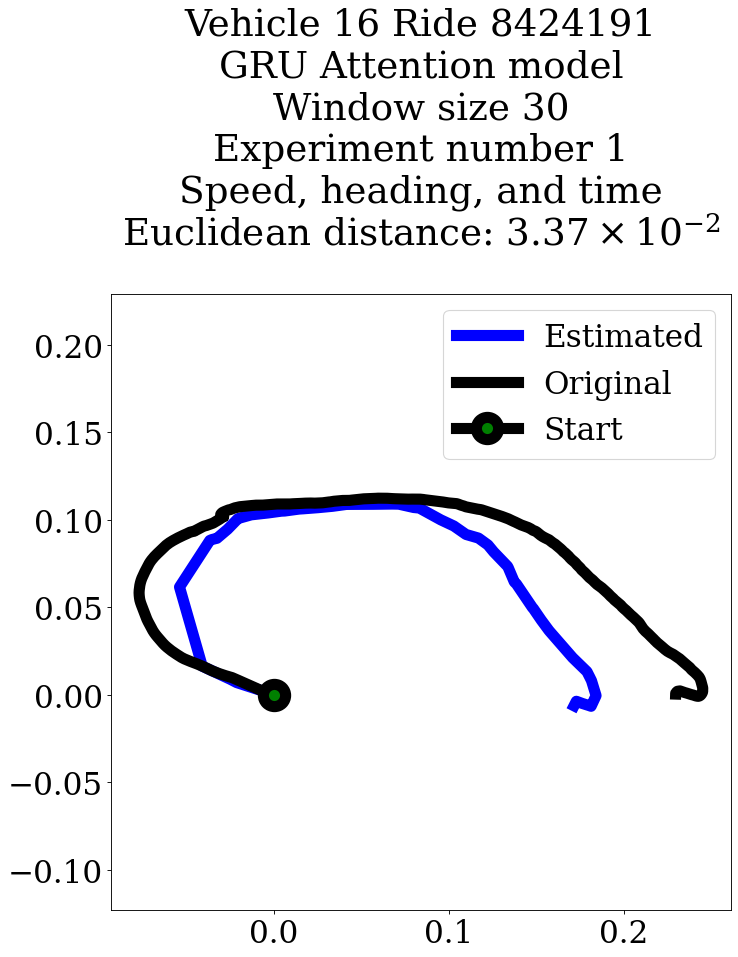 Vehicle 16 Ride 8424191
GRU Attention model
Window size 30
Experiment number 1
Speed, heading, and time
Euclidean distance: 3.37 × 10⁻²
Estimated
Original
Start
0.20
0.15
0.10
0.05
0.00
−0.05
−0.10
0.0 0.1 0.2